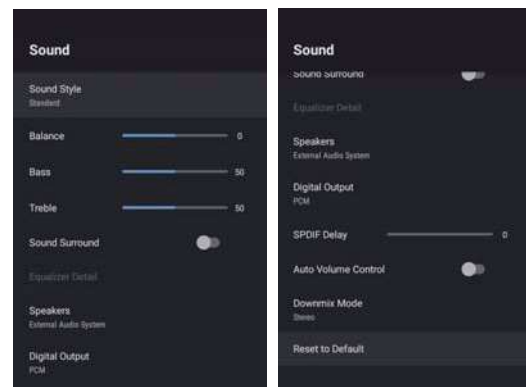 Sound
Sound Style
Standard
Balance 0
Bass 50
Treble 50
Sound Surround
Equalizer Detail
Speakers
External Audio System
Digital Output
PCM
Sound
Sound Surround
Equalizer Detail
Speakers
External Audio System
Digital Output
PCM
SPDIF Delay 0
Auto Volume Control
Downmix Mode
Stereo
Reset to Default